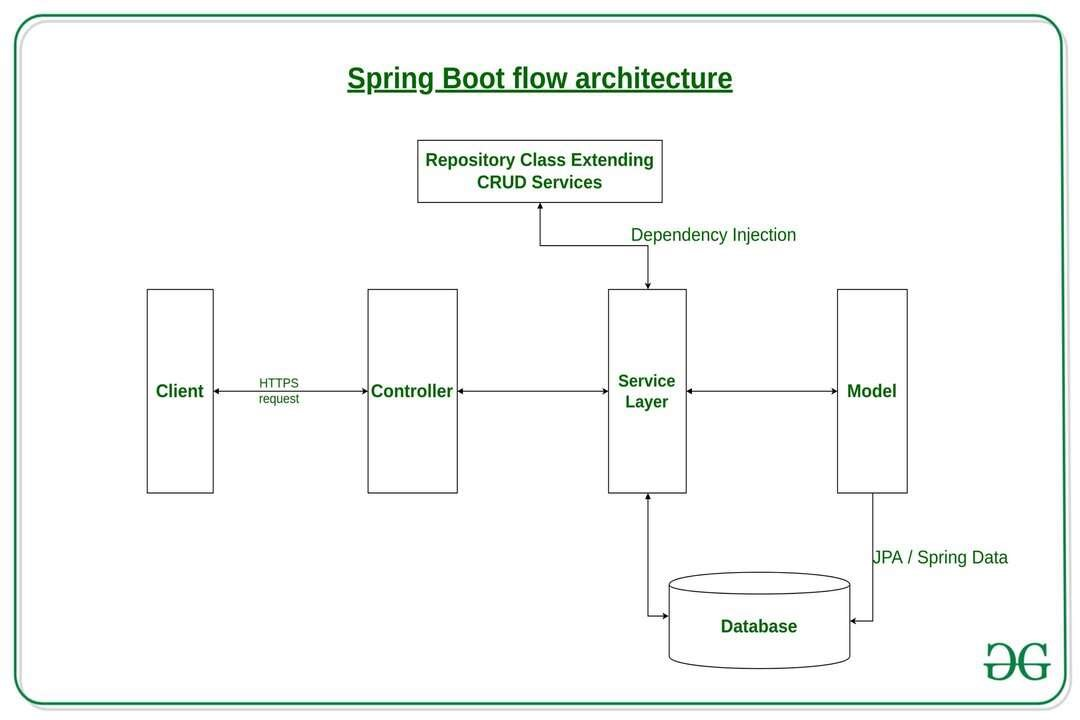 Spring Boot flow architecture
Repository Class Extending
CRUD Services
Dependency Injection
Client
HTTPS
request
Controller
Service
Layer
Model
JPA / Spring Data
Database